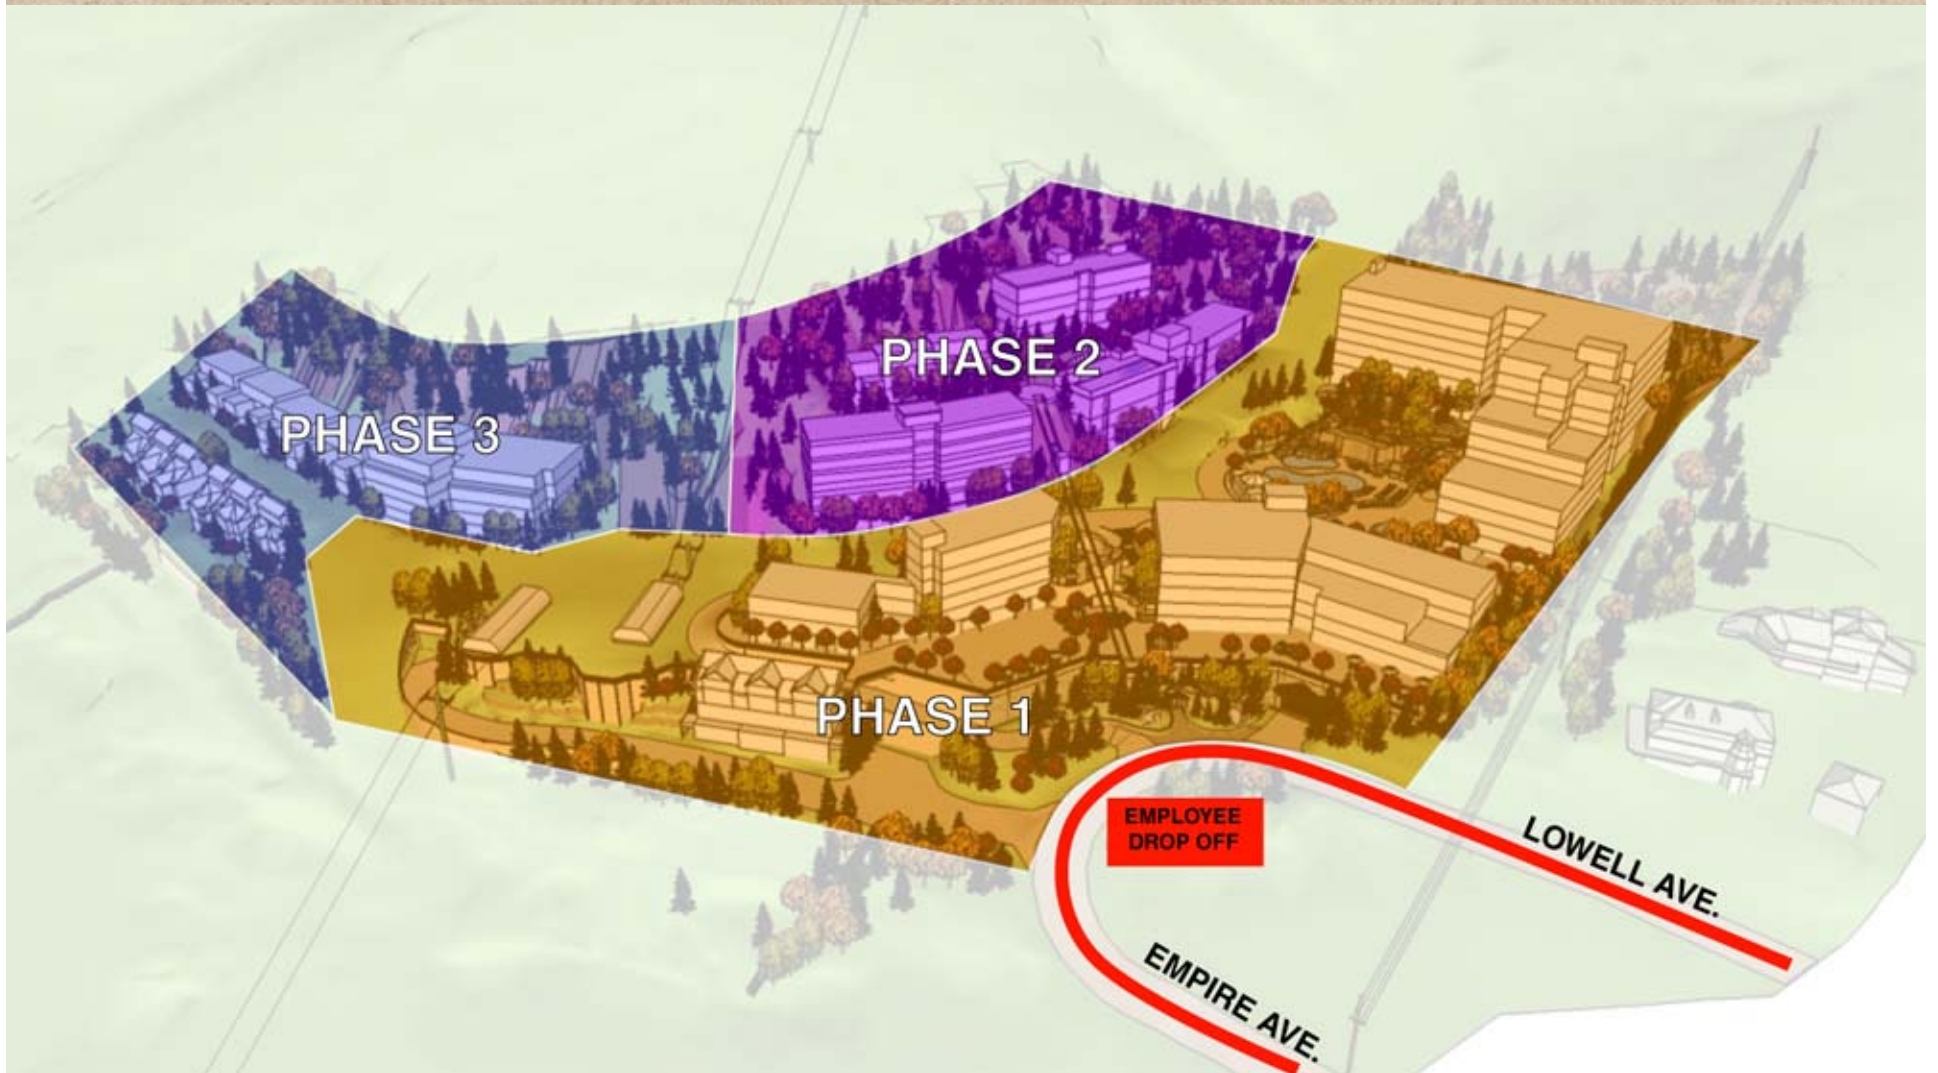 PHASE 2
PHASE 3
PHASE 1
EMPLOYEE
DROP OFF
LOWELL AVE.
EMPIRE AVE.